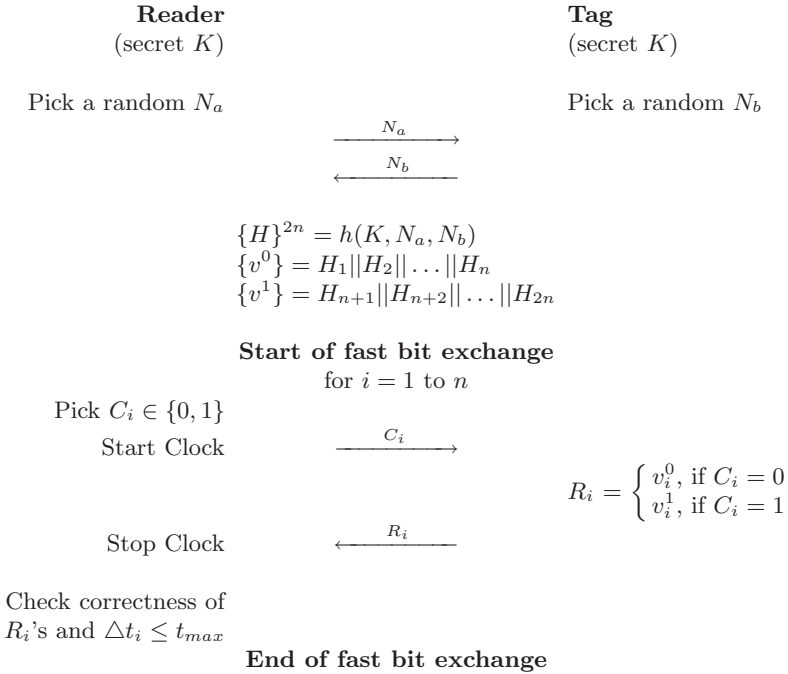 Reader Tag
(secret K) (secret K)
Pick a random N_a Pick a random N_b
N_a
N_b
{H}^{2n} = h(K, N_a, N_b)
{v^0} = H_1||H_2|| . . . ||H_n
{v^1} = H_{n+1}||H_{n+2}|| . . . ||H_{2n}
Start of fast bit exchange
for i = 1 to n
Pick C_i ∈ {0, 1}
Start Clock C_i
R_i = { v_i^0, if C_i = 0
v_i^1, if C_i = 1
Stop Clock R_i
Check correctness of
R_i's and △t_i ≤ t_{max}
End of fast bit exchange